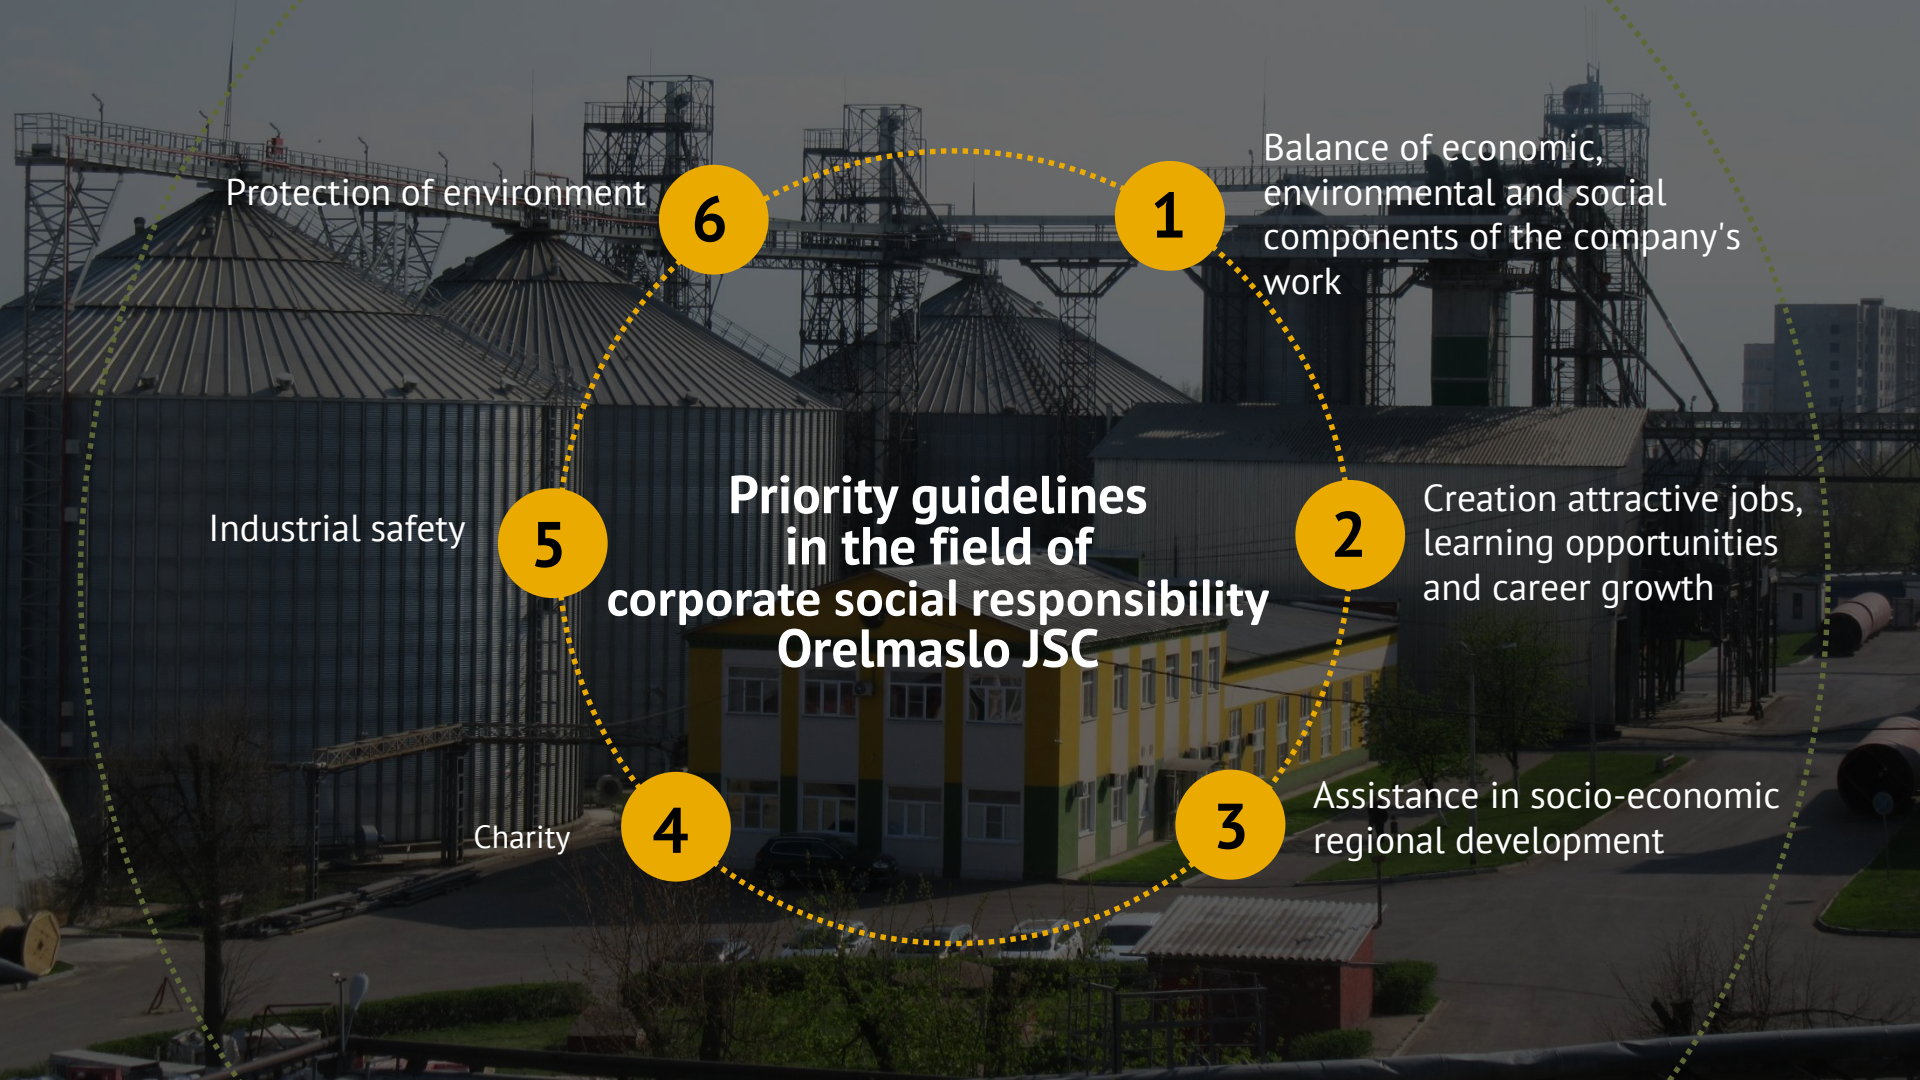 Priority guidelines
in the field of
corporate social responsibility
Orelmaslo JSC
1
Balance of economic,
environmental and social
components of the company's
work
2
Creation attractive jobs,
learning opportunities
and career growth
3
Assistance in socio-economic
regional development
4
Charity
5
Industrial safety
6
Protection of environment